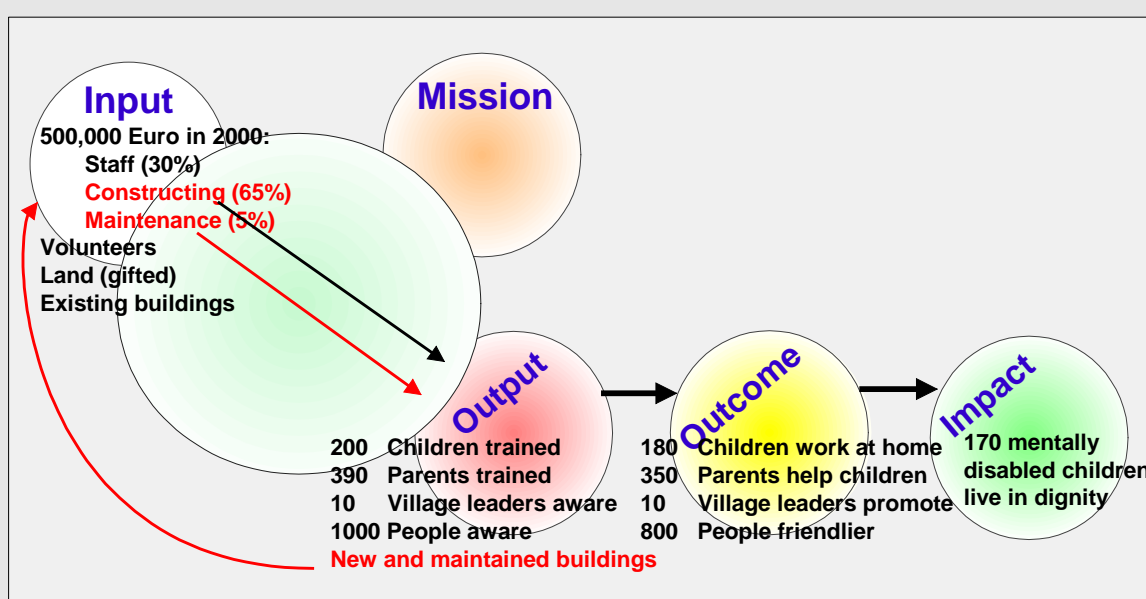 Input
500,000 Euro in 2000:
Staff (30%)
Constructing (65%)
Maintenance (5%)
Volunteers
Land (gifted)
Existing buildings
Mission
Output
200 Children trained
390 Parents trained
10 Village leaders aware
1000 People aware
New and maintained buildings
Outcome
180 Children work at home
350 Parents help children
10 Village leaders promote
800 People friendlier
Impact
170 mentally
disabled children
live in dignity